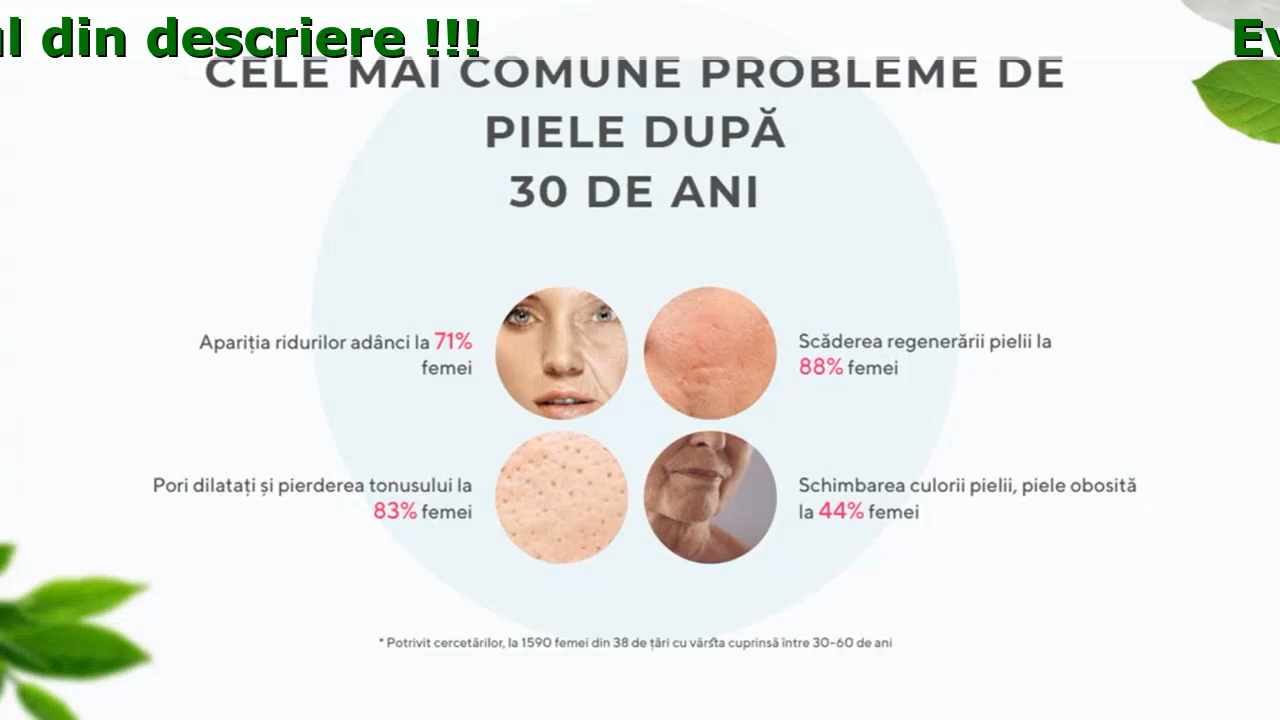 ul din descriere !!!
CELE MAI COMUNE PROBLEME DE
PIELE DUPĂ
30 DE ANI
Apariția ridurilor adânci la 71%
femei
Scăderea regenerării pielii la
88% femei
Pori dilatați și pierderea tonusului la
83% femei
Schimbarea culorii pielii, piele obosită
la 44% femei
* Potrivit cercetărilor, la 1590 femei din 38 de țări cu vârsta cuprinsă între 30-60 de ani